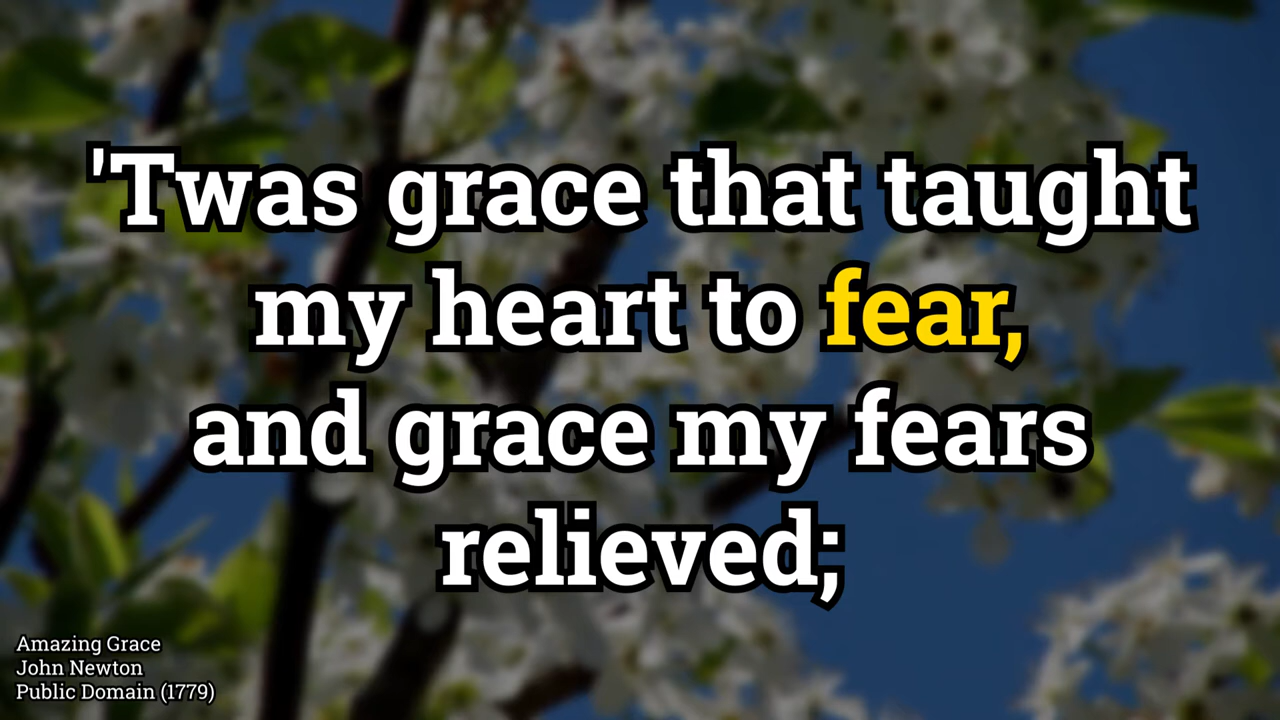 'Twas grace that taught
my heart to fear,
and grace my fears
relieved;
Amazing Grace
John Newton
Public Domain (1779)